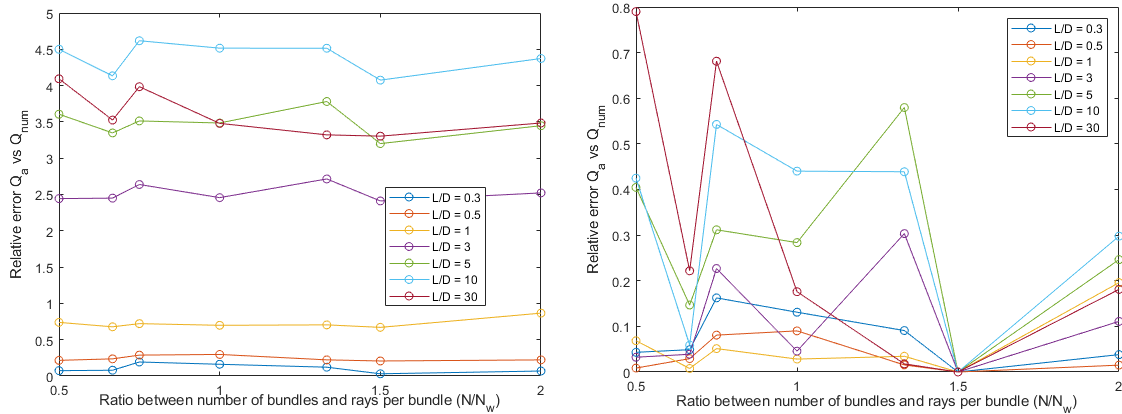 5
4.5
4
3.5
3
2.5
2
1.5
1
0.5
0
0.5
1
1.5
2
Relative error Qa vs Qnum
Ratio between number of bundles and rays per bundle (N/Nw)
L/D = 0.3
L/D = 0.5
L/D = 1
L/D = 3
L/D = 5
L/D = 10
L/D = 30
0.8
0.7
0.6
0.5
0.4
0.3
0.2
0.1
0
0.5
1
1.5
2
Relative error Qa vs Qnum
Ratio between number of bundles and rays per bundle (N/Nw)
L/D = 0.3
L/D = 0.5
L/D = 1
L/D = 3
L/D = 5
L/D = 10
L/D = 30